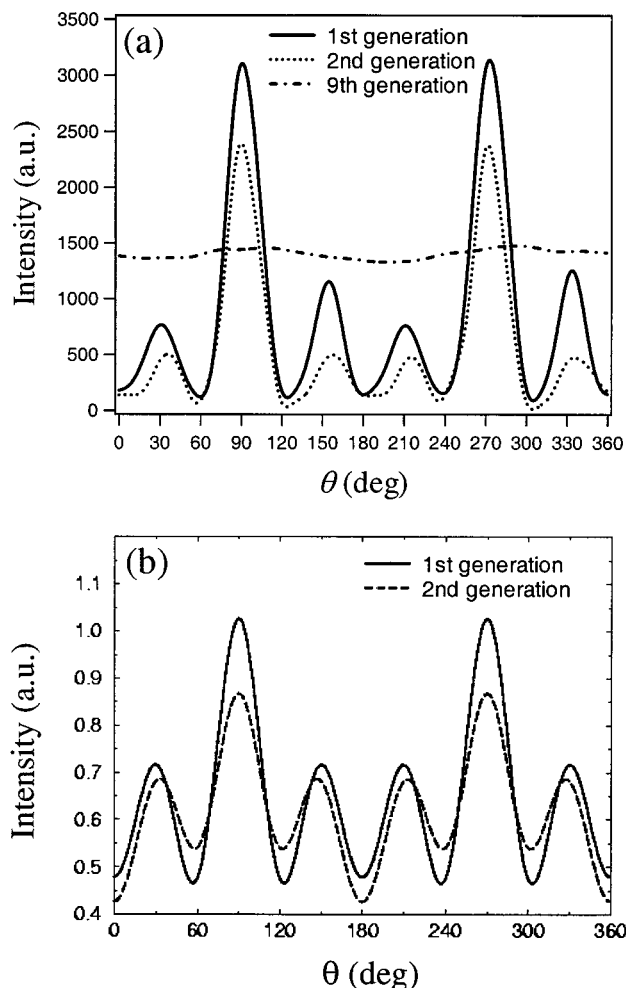 (a)
1st generation
2nd generation
9th generation
3500
3000
2500
2000
1500
1000
500
0
Intensity (a.u.)
0 30 60 90 120 150 180 210 240 270 300 330 360
θ (deg)
(b)
1st generation
2nd generation
1.1
1.0
0.9
0.8
0.7
0.6
0.5
0.4
Intensity (a.u.)
0 60 120 180 240 300 360
θ (deg)